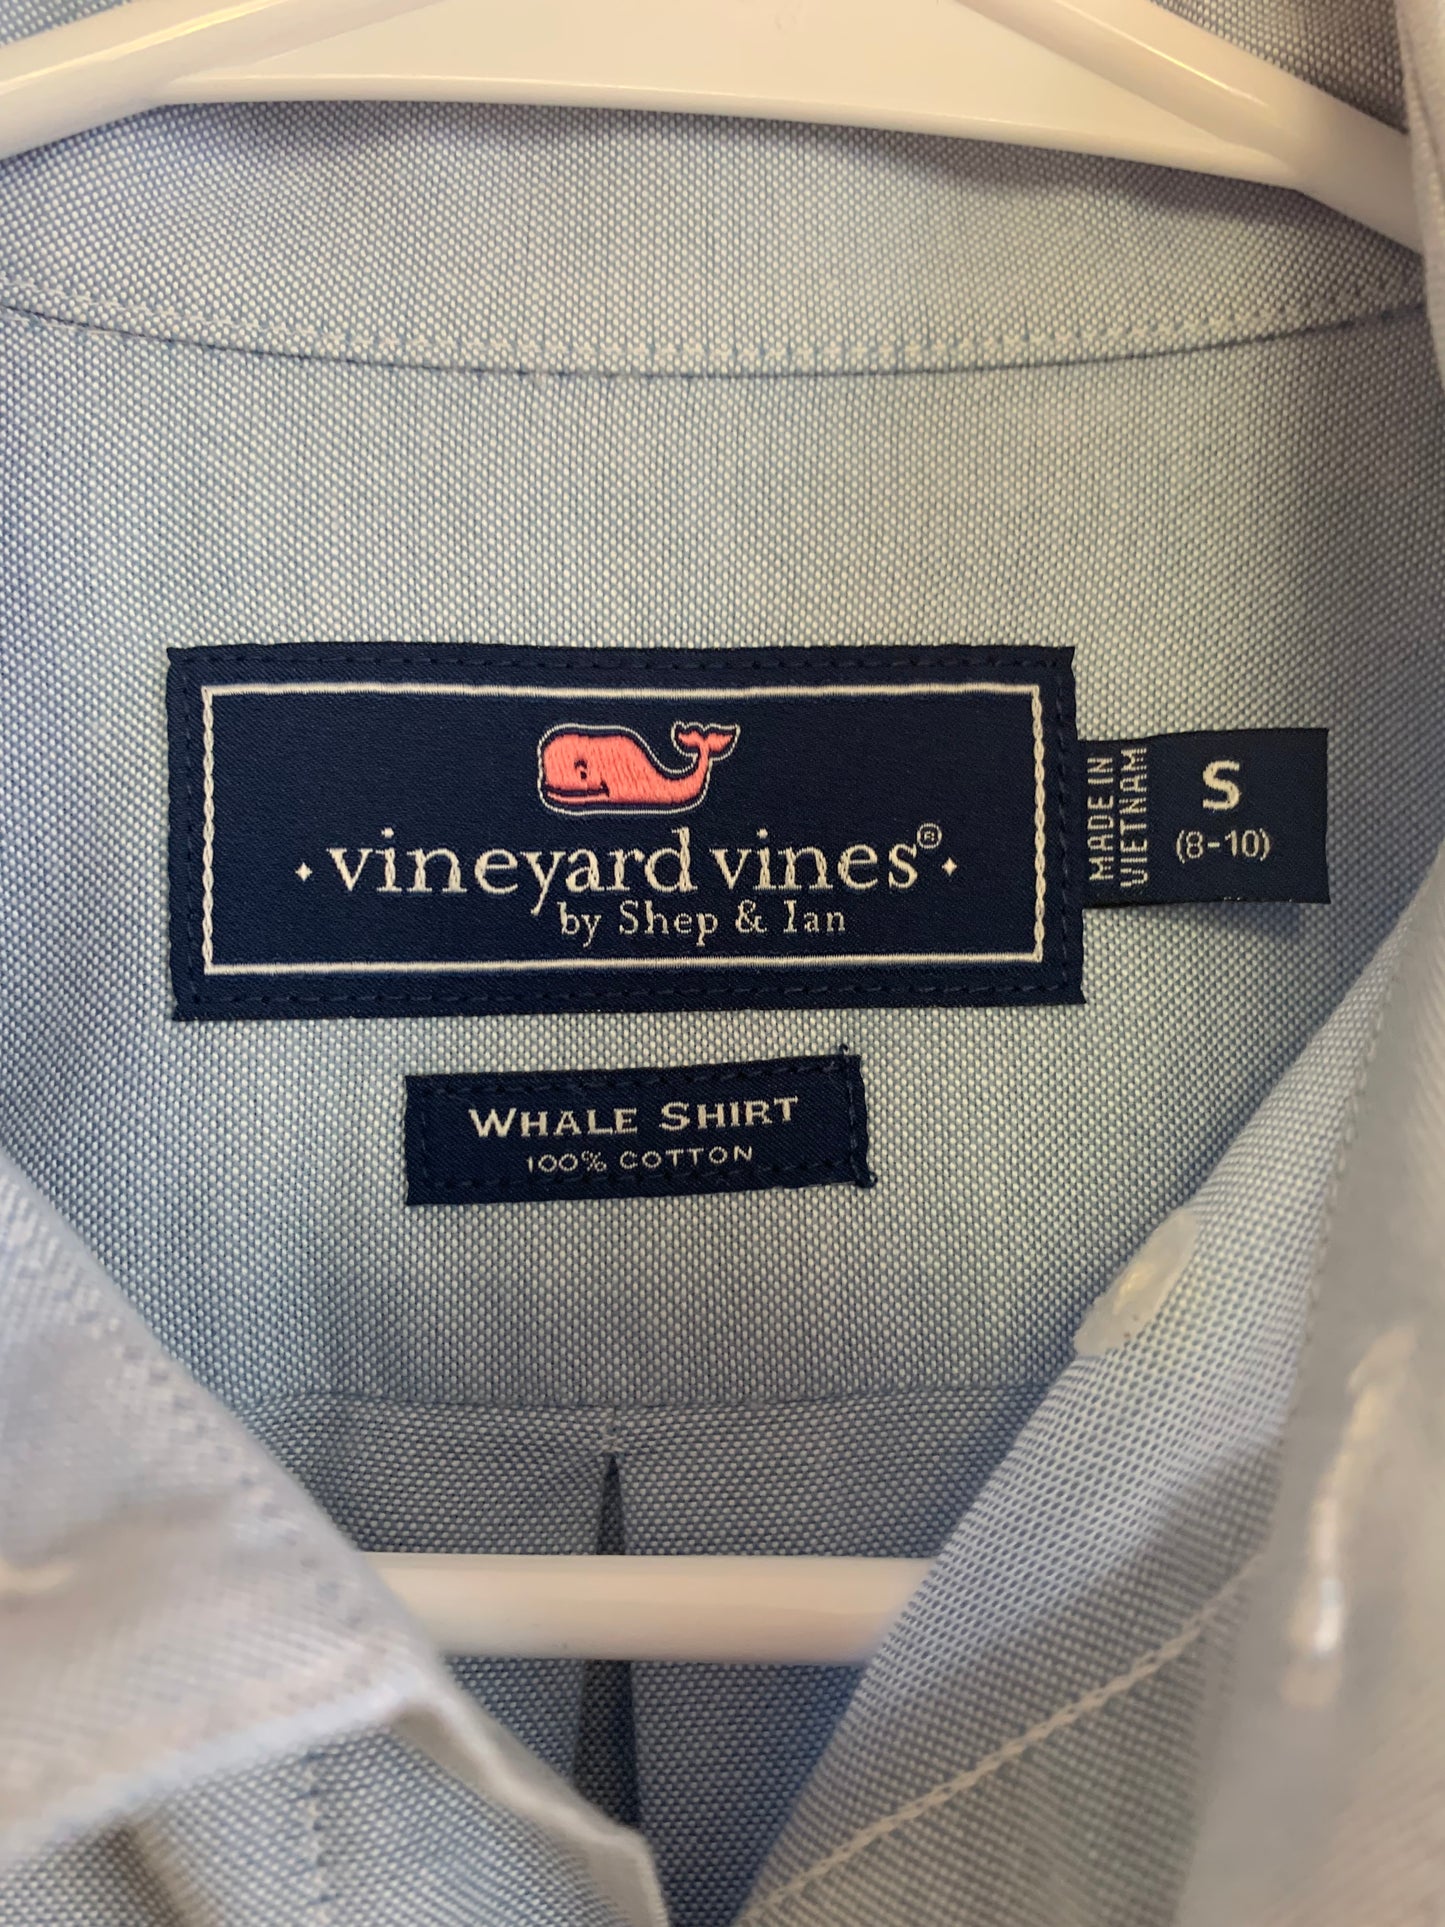 vineyard vines®
by Shep & Ian
MADE IN
VIETNAM
S
(8-10)
WHALE SHIRT
100% COTTON